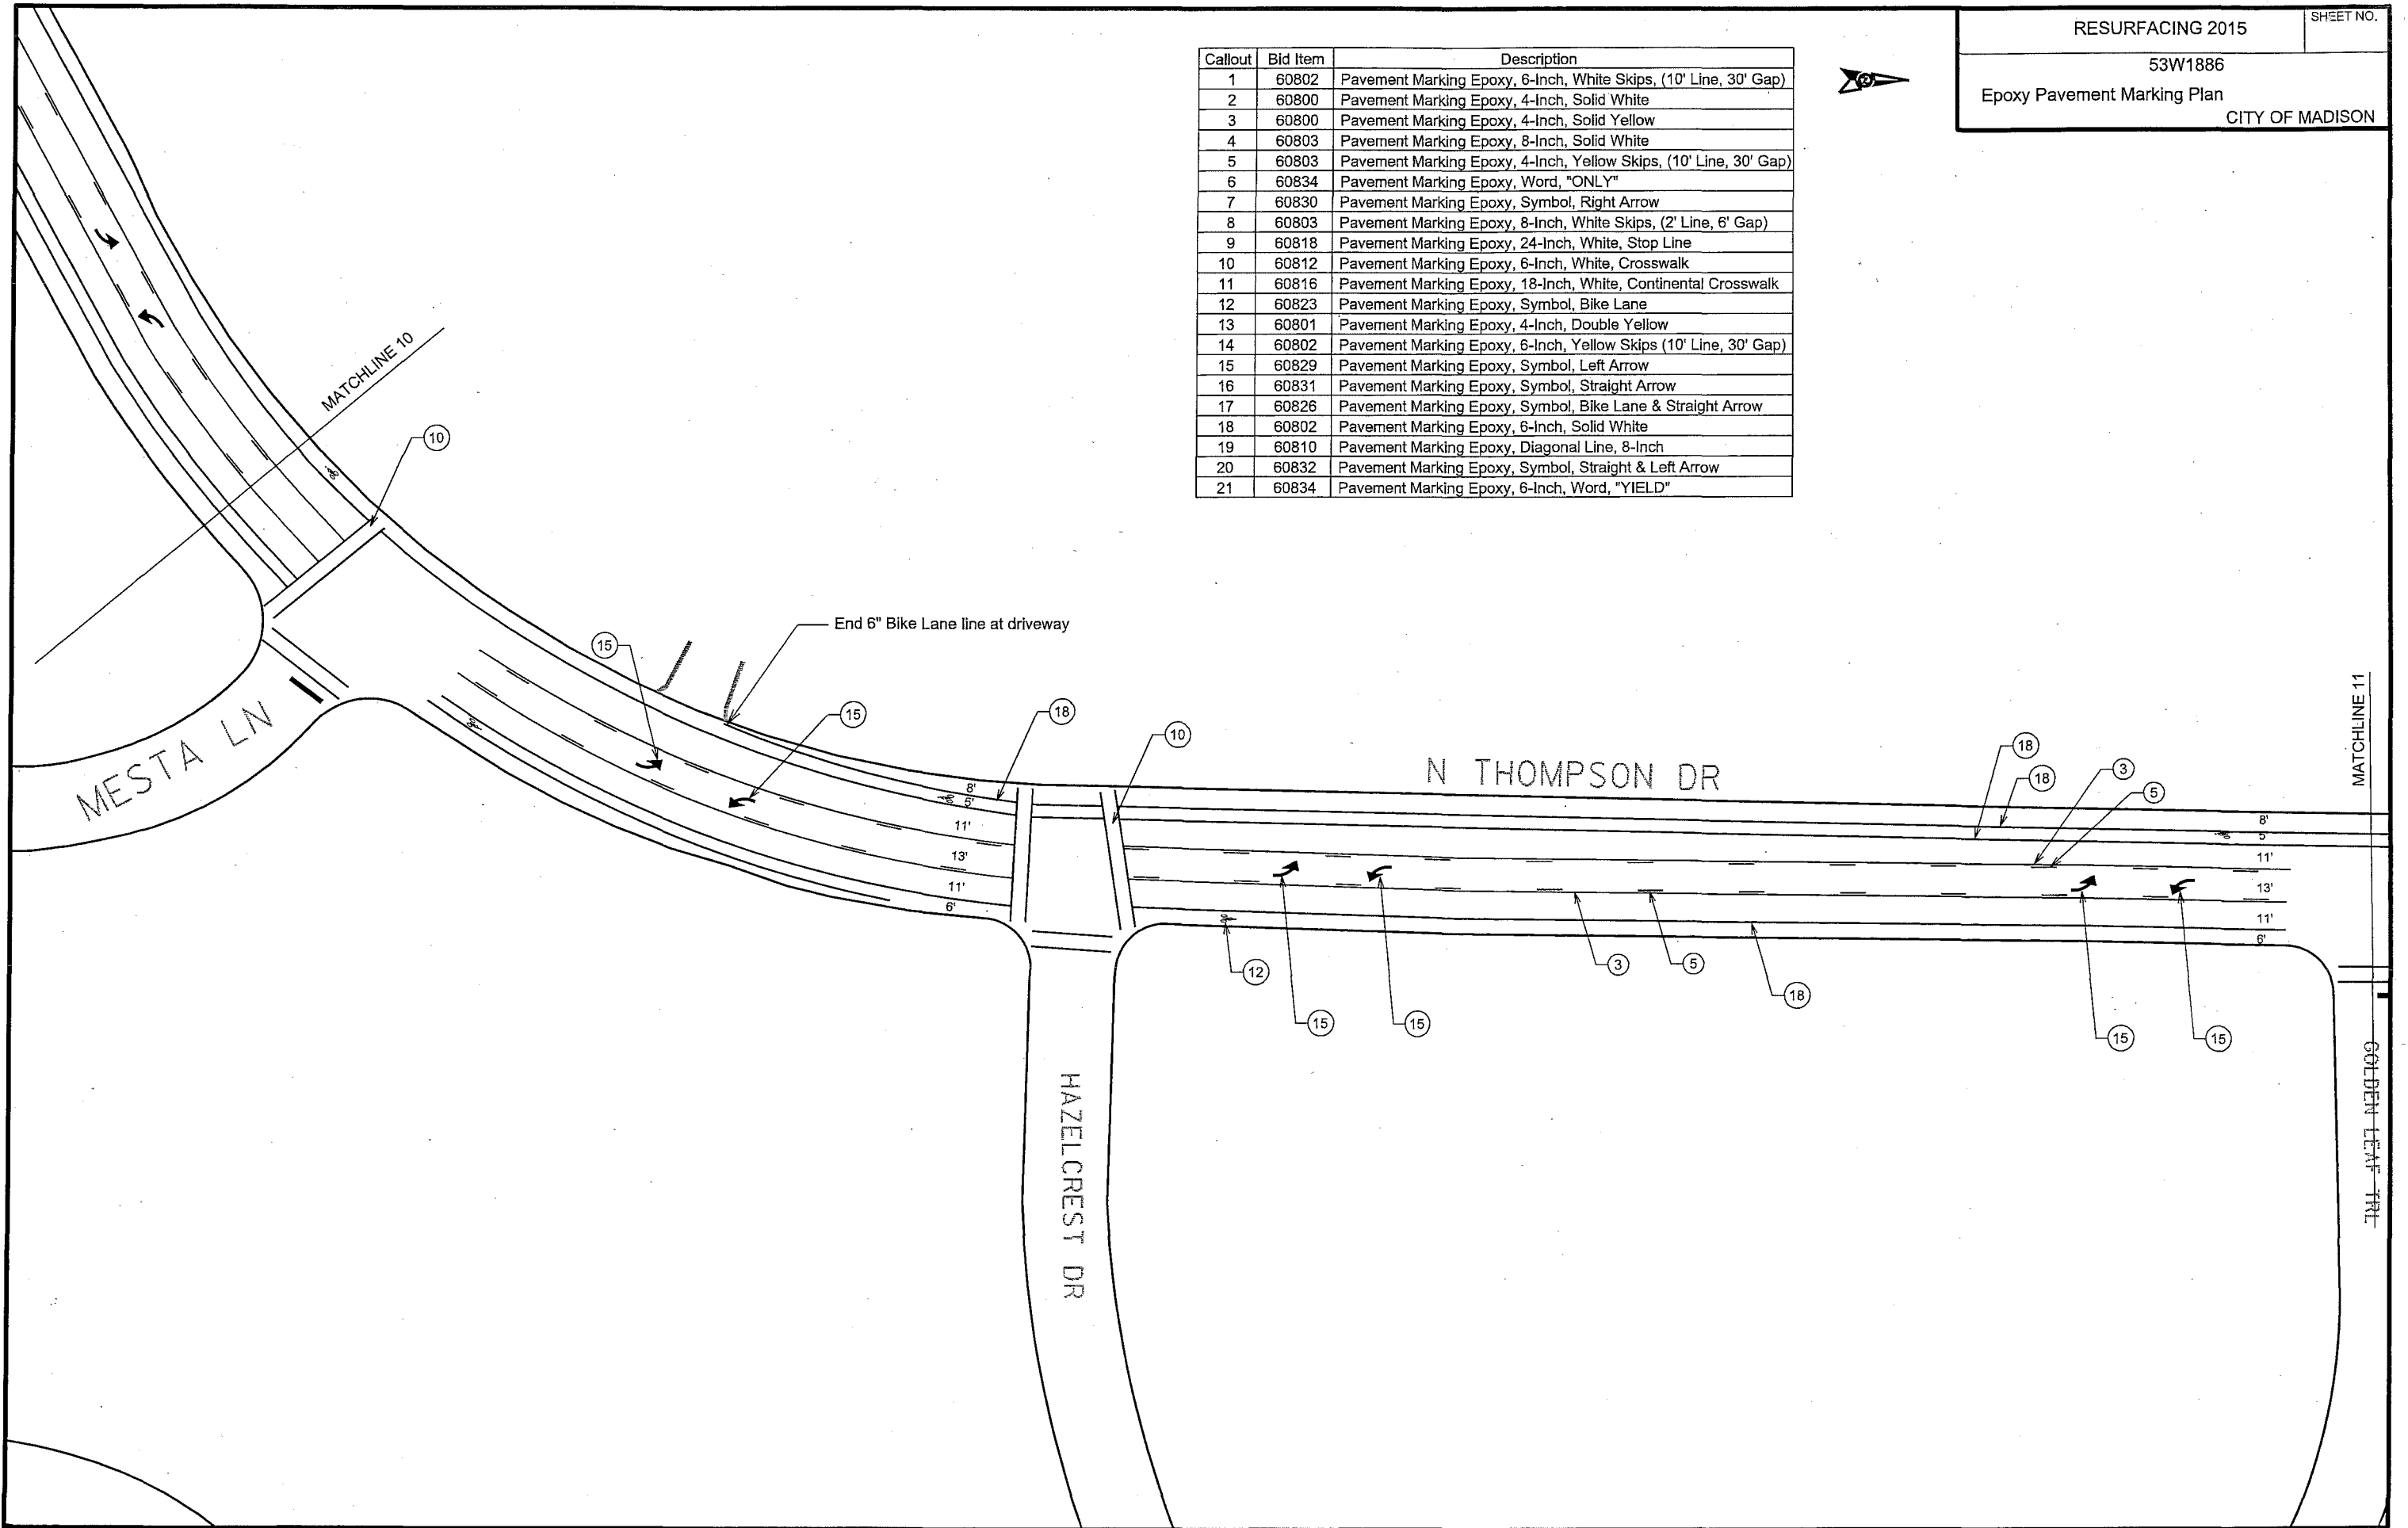 RESURFACING 2015
SHEET NO.
53W1886
Epoxy Pavement Marking Plan
CITY OF MADISON
Callout Bid Item Description
1 60802 Pavement Marking Epoxy, 6-Inch, White Skips, (10' Line, 30' Gap)
2 60800 Pavement Marking Epoxy, 4-Inch, Solid White
3 60800 Pavement Marking Epoxy, 4-Inch, Solid Yellow
4 60803 Pavement Marking Epoxy, 8-Inch, Solid White
5 60803 Pavement Marking Epoxy, 4-Inch, Yellow Skips, (10' Line, 30' Gap)
6 60834 Pavement Marking Epoxy, Word, "ONLY"
7 60830 Pavement Marking Epoxy, Symbol, Right Arrow
8 60803 Pavement Marking Epoxy, 8-Inch, White Skips, (2' Line, 6' Gap)
9 60818 Pavement Marking Epoxy, 24-Inch, White, Stop Line
10 60812 Pavement Marking Epoxy, 6-Inch, White, Crosswalk
11 60816 Pavement Marking Epoxy, 18-Inch, White, Continental Crosswalk
12 60823 Pavement Marking Epoxy, Symbol, Bike Lane
13 60801 Pavement Marking Epoxy, 4-Inch, Double Yellow
14 60802 Pavement Marking Epoxy, 6-Inch, Yellow Skips (10' Line, 30' Gap)
15 60829 Pavement Marking Epoxy, Symbol, Left Arrow
16 60831 Pavement Marking Epoxy, Symbol, Straight Arrow
17 60826 Pavement Marking Epoxy, Symbol, Bike Lane & Straight Arrow
18 60802 Pavement Marking Epoxy, 6-Inch, Solid White
19 60810 Pavement Marking Epoxy, Diagonal Line, 8-Inch
20 60832 Pavement Marking Epoxy, Symbol, Straight & Left Arrow
21 60834 Pavement Marking Epoxy, 6-Inch, Word, "YIELD"
MATCHLINE 10
10
End 6" Bike Lane line at driveway
15
15
18
10
MESTA LN
N THOMPSON DR
18
18
3
5
MATCHLINE 11
8'
5'
11'
13'
11'
6'
8'
5'
11'
13'
11'
6'
12
3
5
18
15
15
15
15
HAZELCREST DR
GOLDEN LEAF TRL